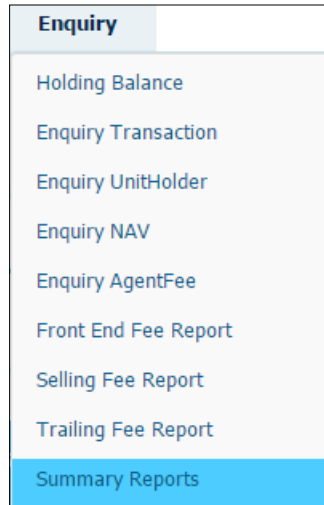 Enquiry
Holding Balance
Enquiry Transaction
Enquiry UnitHolder
Enquiry NAV
Enquiry AgentFee
Front End Fee Report
Selling Fee Report
Trailing Fee Report
Summary Reports